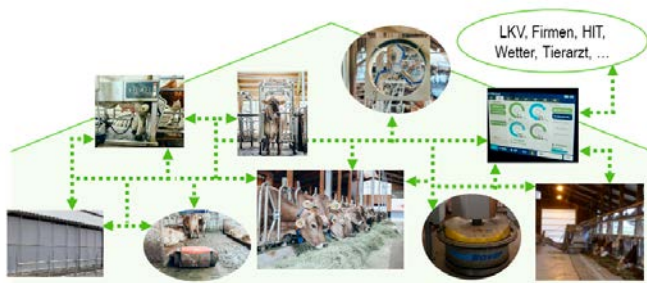 LKV, Firmen, HIT,
Wetter, Tierarzt, ...